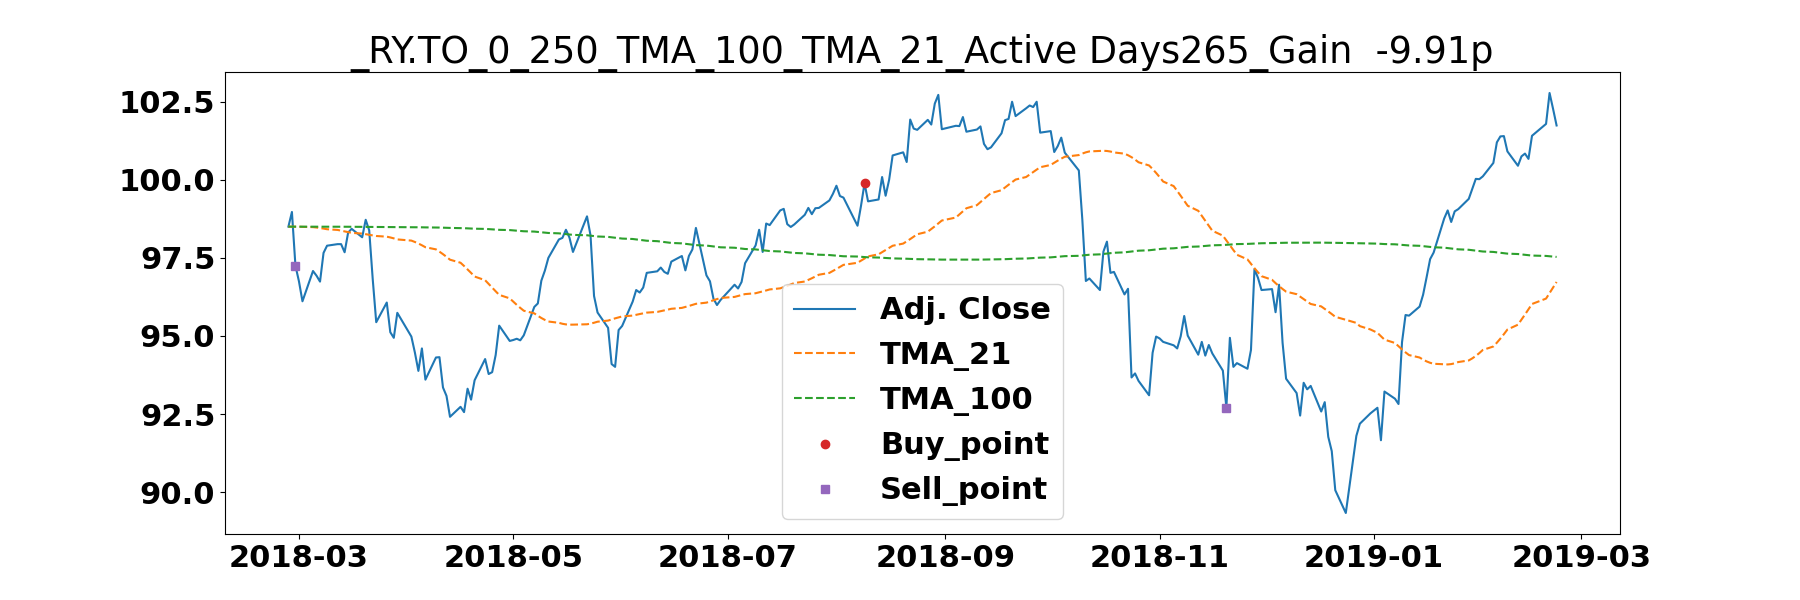 _RY.TO_0_250_TMA_100_TMA_21_Active Days265_Gain  -9.91p
102.5
100.0
97.5
95.0
92.5
90.0
Adj. Close
TMA_21
TMA_100
Buy_point
Sell_point
2018-03 2018-05 2018-07 2018-09 2018-11 2019-01 2019-03